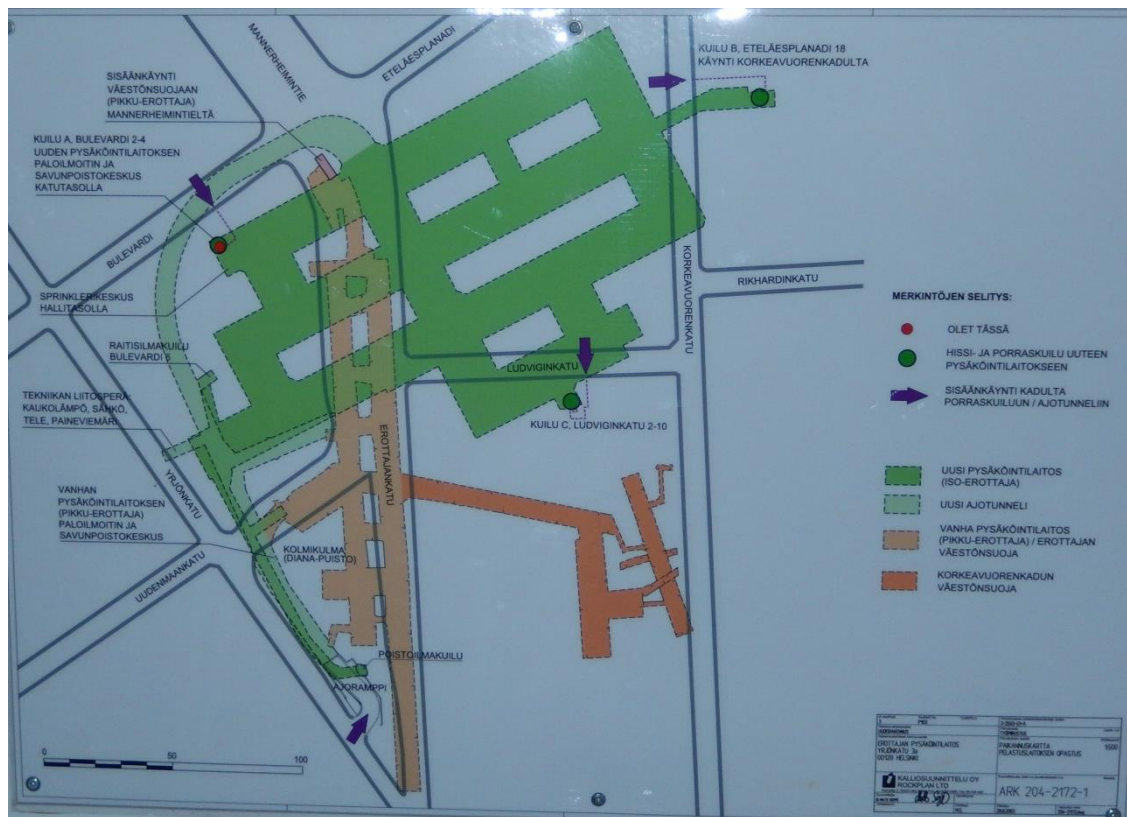 MANNERHEIMINTIE
ETELÄESPLANADI
SISÄÄNKÄYNTI
VÄESTÖNSUOJAAN
(PIKKU-EROTTAJA)
MANNERHEIMINTIELTÄ
KUILU B, ETELÄESPLANADI 18
KÄYNTI KORKEAVUORENKADULTA
KUILU A, BULEVARDI 2-4
UUDEN PYSÄKÖINTILAITOKSEN
PALOILMOITIN JA
SAVUNPOISTOKESKUS
KATUTASOLLA
BULEVARDI
SPRINKLERIKESKUS
HALLITASOLLA
KORKEAVUORENKATU
RIKHARDINKATU
RAITISILMAKUILU
BULEVARDI 6
LUDVIGINKATU
TEKNIIKAN LIITOSPERÄ:
KAUKOLÄMPÖ, SÄHKÖ,
TELE, PAINEVIEMÄRI
KUILU C, LUDVIGINKATU 2-10
YRJÖNKATU
EROTTAJANKATU
VANHAN
PYSÄKÖINTILAITOKSEN
(PIKKU-EROTTAJA)
PALOILMOITIN JA
SAVUNPOISTOKESKUS
KOLMIKULMA
(DIANA-PUISTO)
UUDENMAANKATU
POISTOILMAKUILU
AJORAMPPI
0 50 100
MERKINTÖJEN SELITYS:
OLET TÄSSÄ
HISSI- JA PORRASKUILU UUTEEN
PYSÄKÖINTILAITOKSEEN
SISÄÄNKÄYNTI KADULTA
PORRASKUILUUN / AJOTUNNELIIN
UUSI PYSÄKÖINTILAITOS
(ISO-EROTTAJA)
UUSI AJOTUNNELI
VANHA PYSÄKÖINTILAITOS
(PIKKU-EROTTAJA) / EROTTAJAN
VÄESTÖNSUOJA
KORKEAVUORENKADUN
VÄESTÖNSUOJA
EROTTAJAN PYSÄKÖINTILAITOS
YRJÖNKATU 3x
00120 HELSINKI
PAIKANNUSKARTTA
PELASTUSLAITOKSEN OPASTUS
KALLIOSUUNNITTELU OY
ROCKPLAN LTD
ARK 204-2172-1